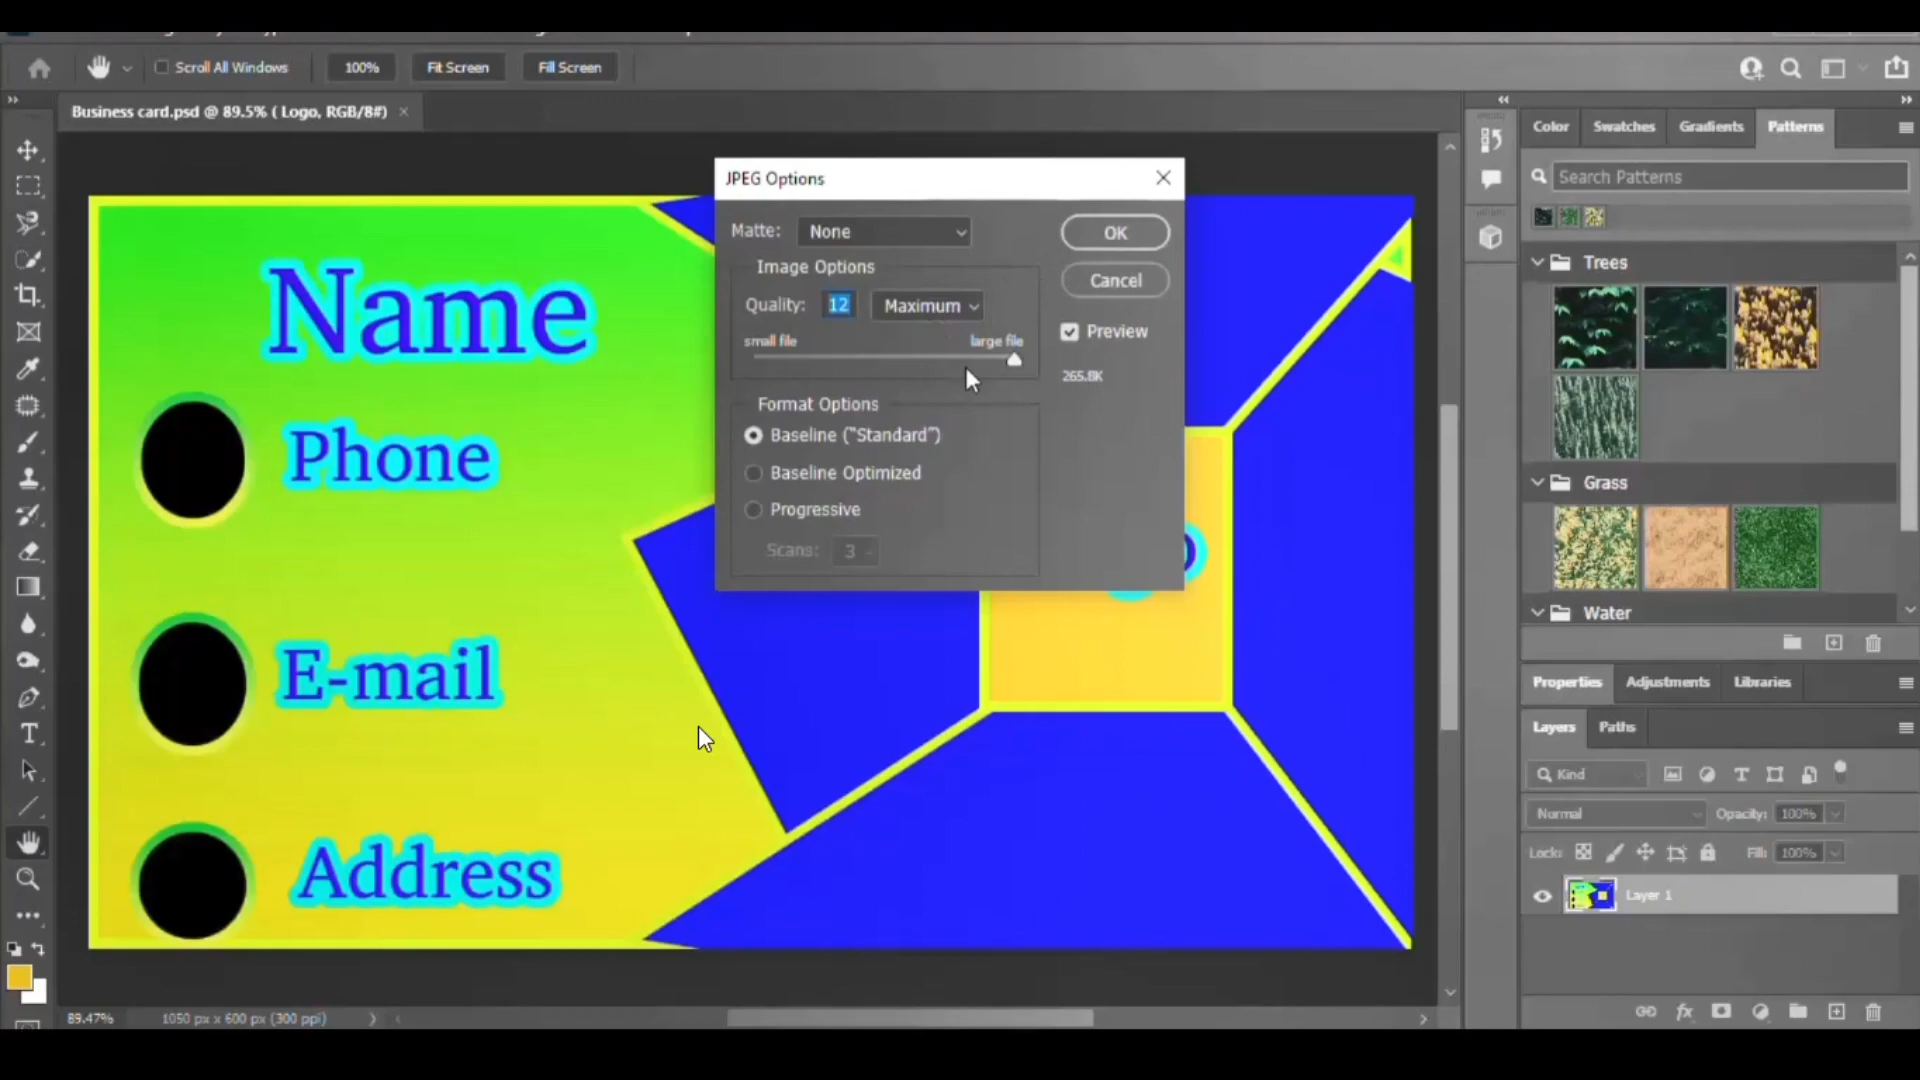 Scroll All Windows
100%
Fit Screen
Fill Screen
Business card.psd @ 89.5% ( Logo, RGB/8#)
Color
Swatches
Gradients
Patterns
Search Patterns
Trees
Grass
Water
Properties
Adjustments
Libraries
Layers
Paths
Kind
Normal
Opacity: 100%
Lock:
Fill: 100%
Layer 1
JPEG Options
Matte: None
OK
Image Options
Cancel
Quality: 12 Maximum
Preview
small file
large file
265.8K
Format Options
Baseline (“Standard”)
Baseline Optimized
Progressive
Scans: 3
Name
Phone
E-mail
Address
89.47%
1050 px x 600 px (300 ppi)